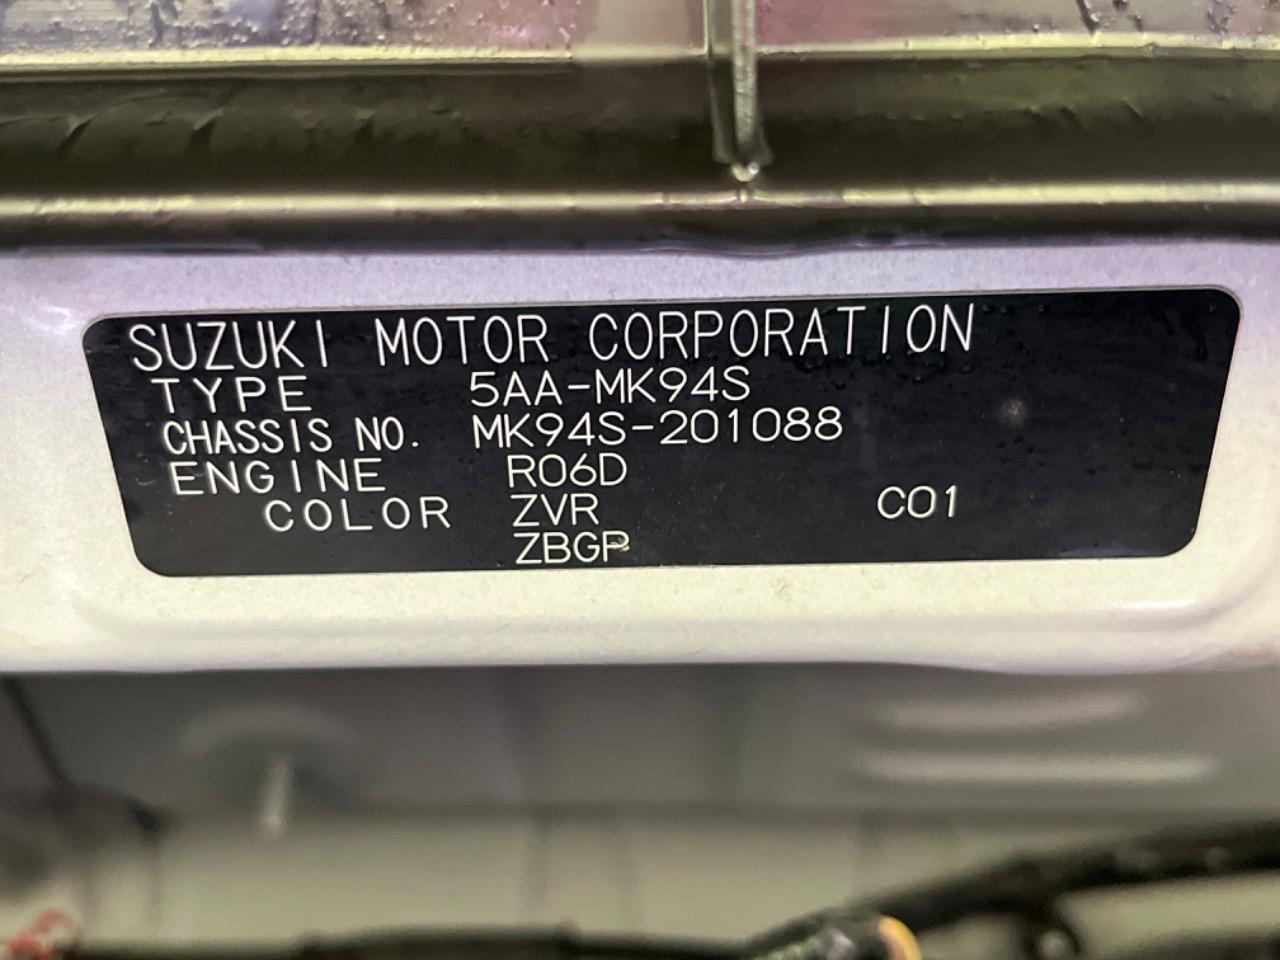 SUZUKI MOTOR CORPORATION
TYPE 5AA-MK94S
CHASSIS NO. MK94S-201088
ENGINE R06D
COLOR ZVR C01
ZBGP